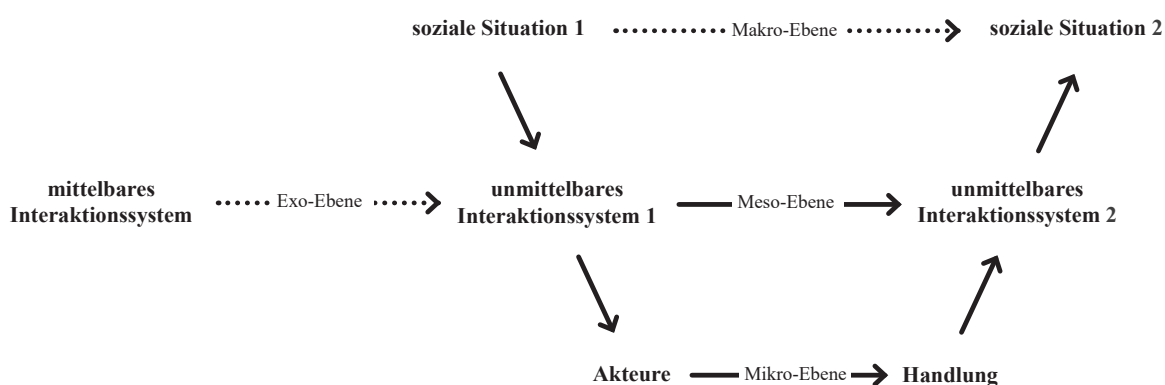 soziale Situation 1 Makro-Ebene soziale Situation 2
mittelbares
Interaktionssystem
Exo-Ebene
unmittelbares
Interaktionssystem 1
Meso-Ebene
unmittelbares
Interaktionssystem 2
Akteure Mikro-Ebene Handlung